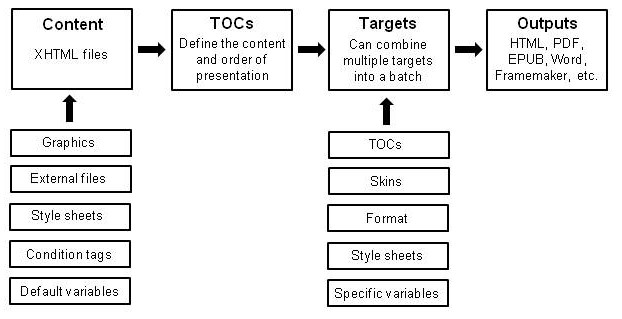 Content
XHTML files
TOCs
Define the content
and order of
presentation
Targets
Can combine
multiple targets
into a batch
Outputs
HTML, PDF,
EPUB, Word,
Framemaker, etc.
Graphics
External files
Style sheets
Condition tags
Default variables
TOCs
Skins
Format
Style sheets
Specific variables